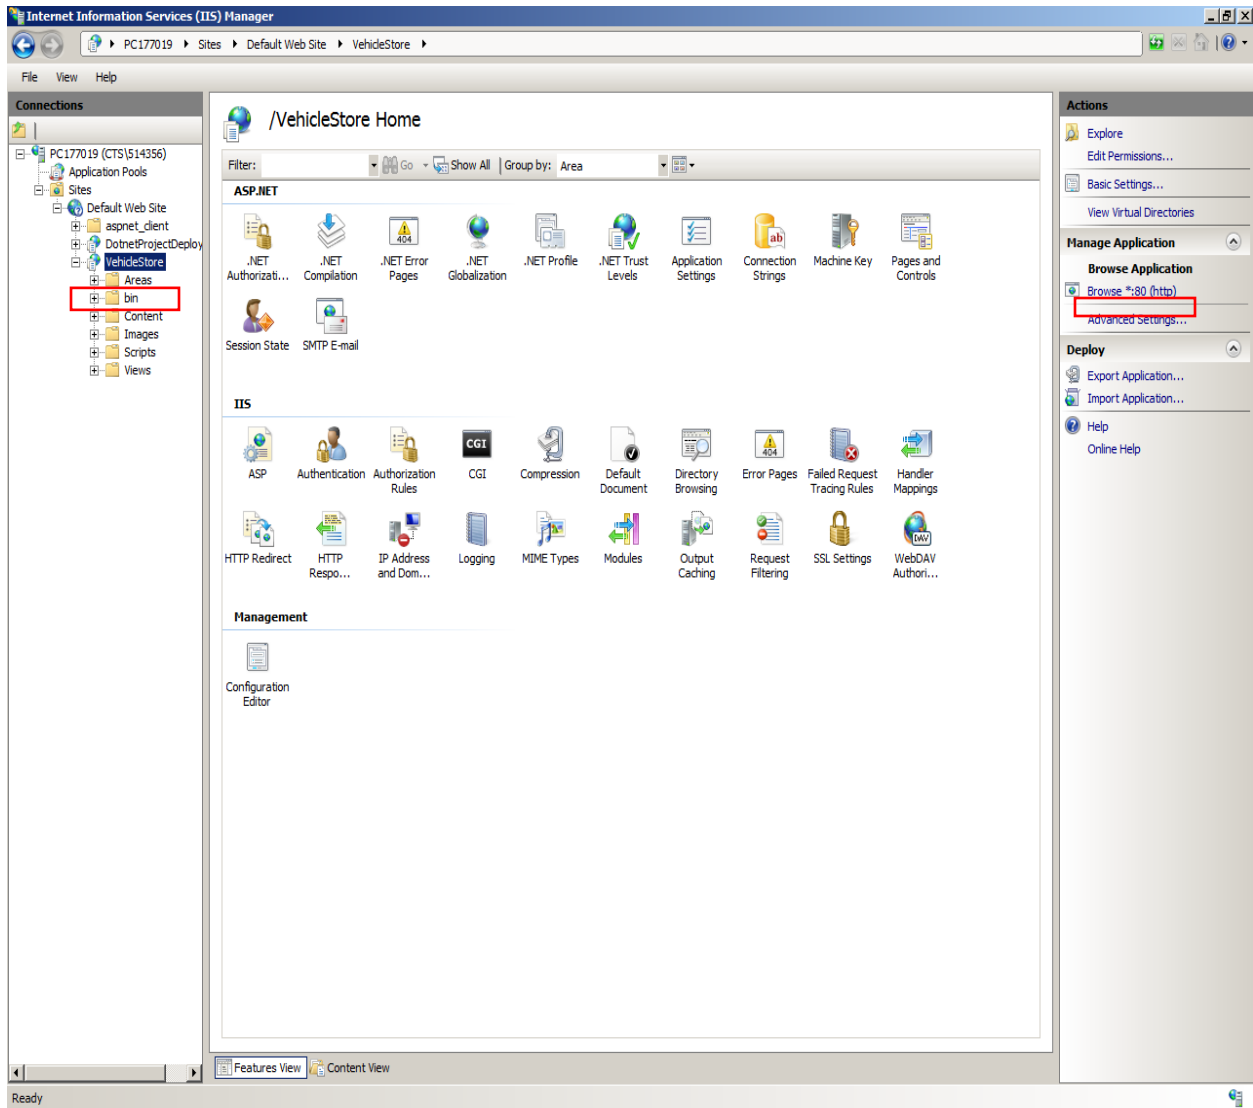 Internet Information Services (IIS) Manager
PC177019 Sites Default Web Site VehicleStore
File View Help
Connections
PC177019 (CTS\514356)
Application Pools
Sites
Default Web Site
aspnet_client
DotnetProjectDeploy
VehicleStore
Areas
bin
Content
Images
Scripts
Views
/VehicleStore Home
Filter: Go Show All Group by: Area
ASP.NET
.NET Authorizati...
.NET Compilation
.NET Error Pages
.NET Globalization
.NET Profile
.NET Trust Levels
Application Settings
Connection Strings
Machine Key
Pages and Controls
Session State
SMTP E-mail
IIS
ASP
Authentication
Authorization Rules
CGI
Compression
Default Document
Directory Browsing
Error Pages
Failed Request Tracing Rules
Handler Mappings
HTTP Redirect
HTTP Respo...
IP Address and Dom...
Logging
MIME Types
Modules
Output Caching
Request Filtering
SSL Settings
WebDAV Authori...
Management
Configuration Editor
Features View
Content View
Actions
Explore
Edit Permissions...
Basic Settings...
View Virtual Directories
Manage Application
Browse Application
Browse *:80 (http)
Advanced Settings...
Deploy
Export Application...
Import Application...
Help
Online Help
Ready